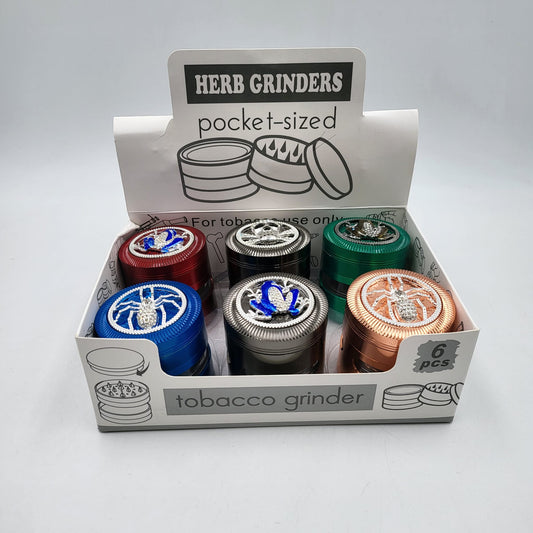 HERB GRINDERS
pocket-sized
For tobacco use only
6
pcs
tobacco grinder